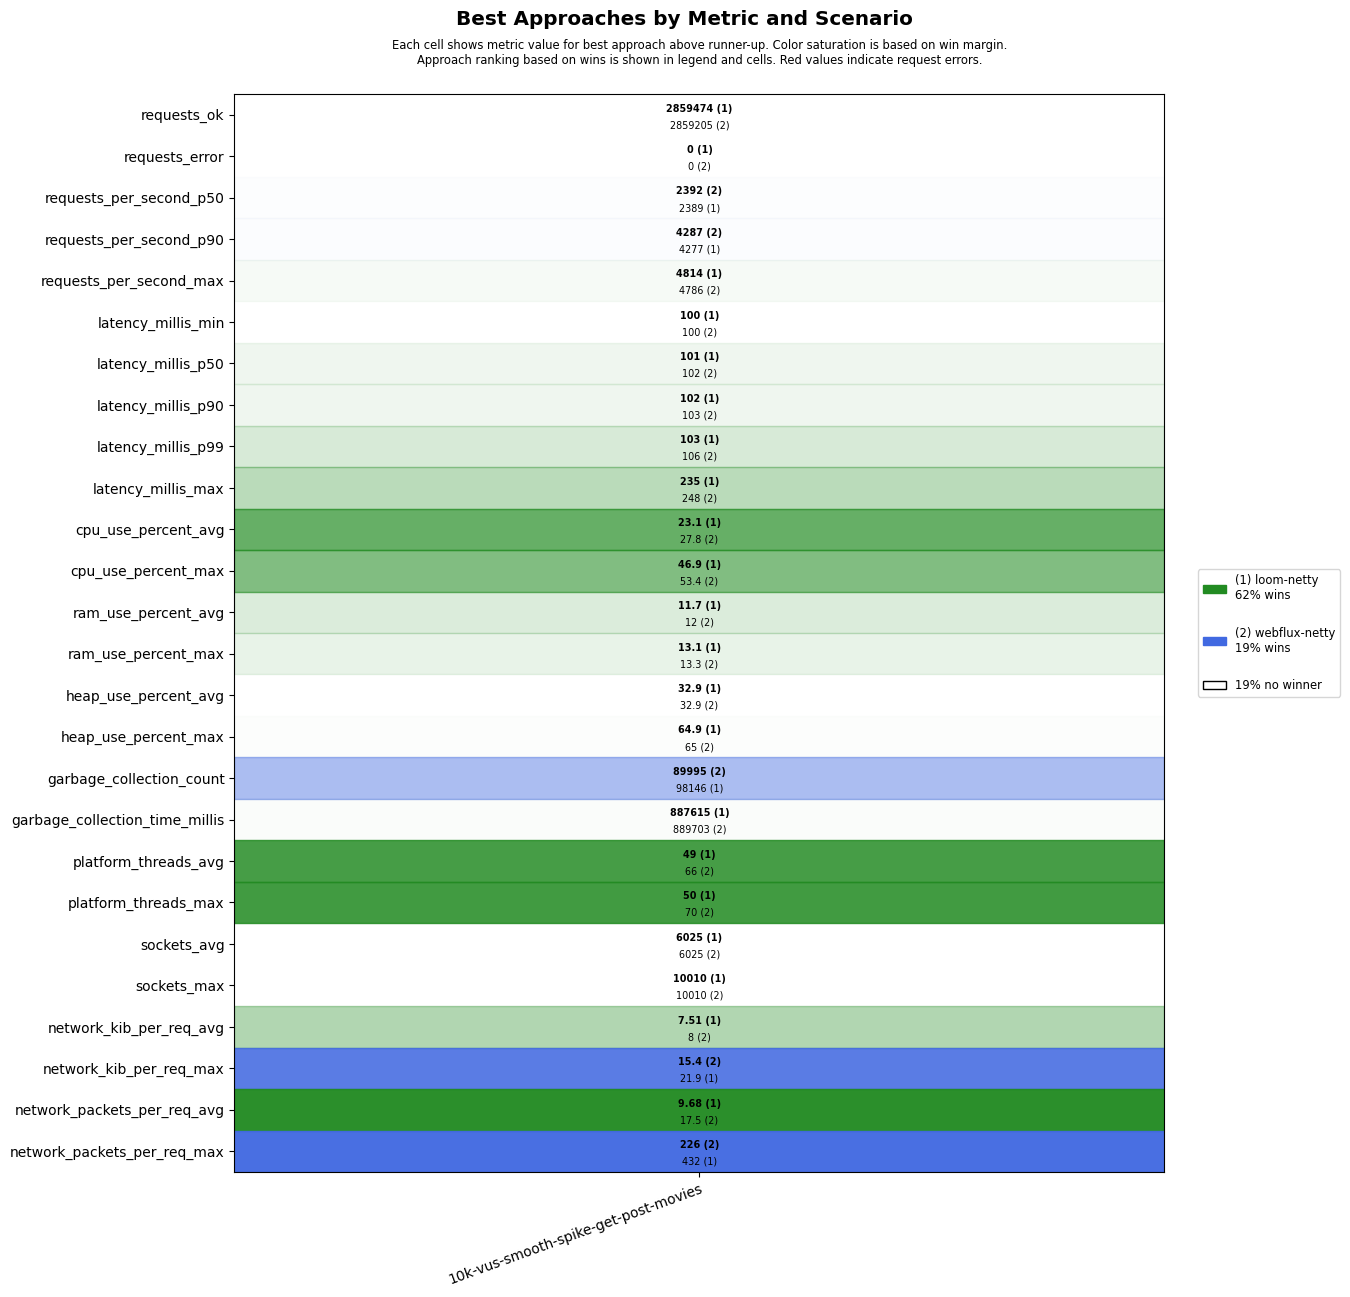 Best Approaches by Metric and Scenario
Each cell shows metric value for best approach above runner-up. Color saturation is based on win margin.
Approach ranking based on wins is shown in legend and cells. Red values indicate request errors.
requests_ok
2859474 (1)
2859205 (2)
requests_error
0 (1)
0 (2)
requests_per_second_p50
2392 (2)
2389 (1)
requests_per_second_p90
4287 (2)
4277 (1)
requests_per_second_max
4814 (1)
4786 (2)
latency_millis_min
100 (1)
100 (2)
latency_millis_p50
101 (1)
102 (2)
latency_millis_p90
102 (1)
103 (2)
latency_millis_p99
103 (1)
106 (2)
latency_millis_max
235 (1)
248 (2)
cpu_use_percent_avg
23.1 (1)
27.8 (2)
cpu_use_percent_max
46.9 (1)
53.4 (2)
ram_use_percent_avg
11.7 (1)
12 (2)
ram_use_percent_max
13.1 (1)
13.3 (2)
heap_use_percent_avg
32.9 (1)
32.9 (2)
heap_use_percent_max
64.9 (1)
65 (2)
garbage_collection_count
89995 (2)
98146 (1)
garbage_collection_time_millis
887615 (1)
889703 (2)
platform_threads_avg
49 (1)
66 (2)
platform_threads_max
50 (1)
70 (2)
sockets_avg
6025 (1)
6025 (2)
sockets_max
10010 (1)
10010 (2)
network_kib_per_req_avg
7.51 (1)
8 (2)
network_kib_per_req_max
15.4 (2)
21.9 (1)
network_packets_per_req_avg
9.68 (1)
17.5 (2)
network_packets_per_req_max
226 (2)
432 (1)
10k-vus-smooth-spike-get-post-movies
(1) loom-netty
62% wins
(2) webflux-netty
19% wins
19% no winner